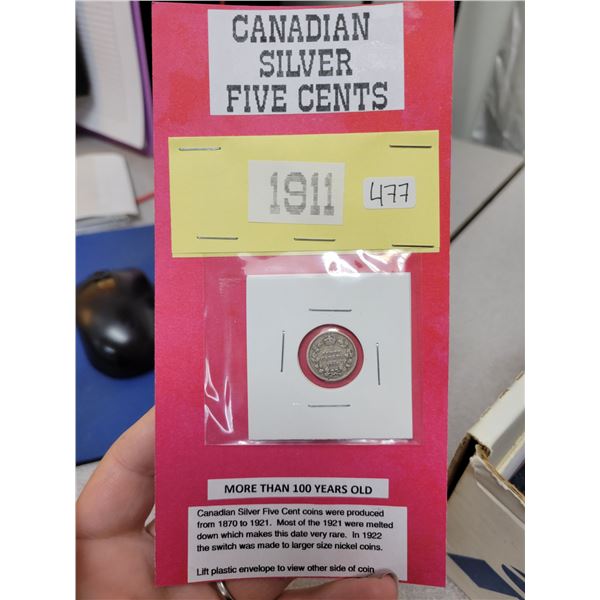 CANADIAN
SILVER
FIVE CENTS
1911
477
MORE THAN 100 YEARS OLD
Canadian Silver Five Cent coins were produced
from 1870 to 1921. Most of the 1921 were melted
down which makes this date very rare. In 1922
the switch was made to larger size nickel coins.
Lift plastic envelope to view other side of coin